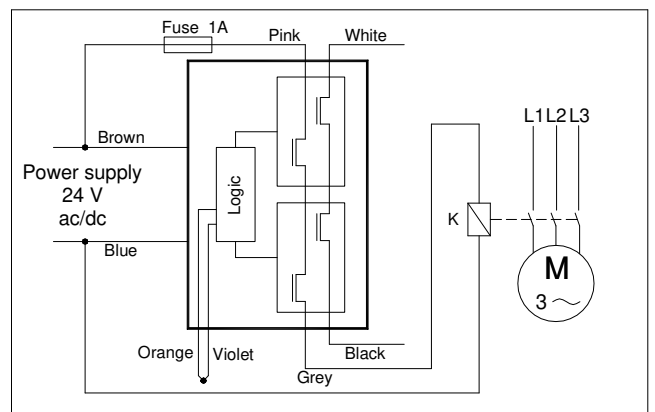 Fuse 1A
Pink
White
Brown
Power supply
24 V
ac/dc
Blue
Logic
Orange
Violet
Grey
Black
K
L1 L2 L3
M
3